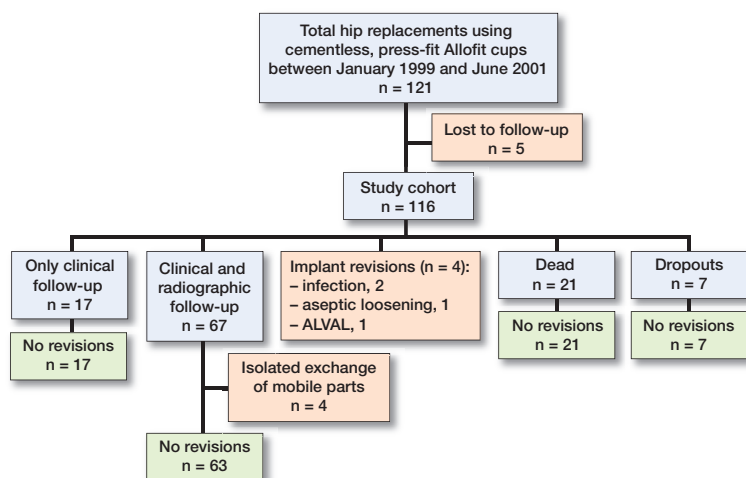 Total hip replacements using
cementless, press-fit Allofit cups
between January 1999 and June 2001
n = 121
Lost to follow-up
n = 5
Study cohort
n = 116
Only clinical
follow-up
n = 17
No revisions
n = 17
Clinical and
radiographic
follow-up
n = 67
Isolated exchange
of mobile parts
n = 4
No revisions
n = 63
Implant revisions (n = 4):
– infection, 2
– aseptic loosening, 1
– ALVAL, 1
Dead
n = 21
No revisions
n = 21
Dropouts
n = 7
No revisions
n = 7